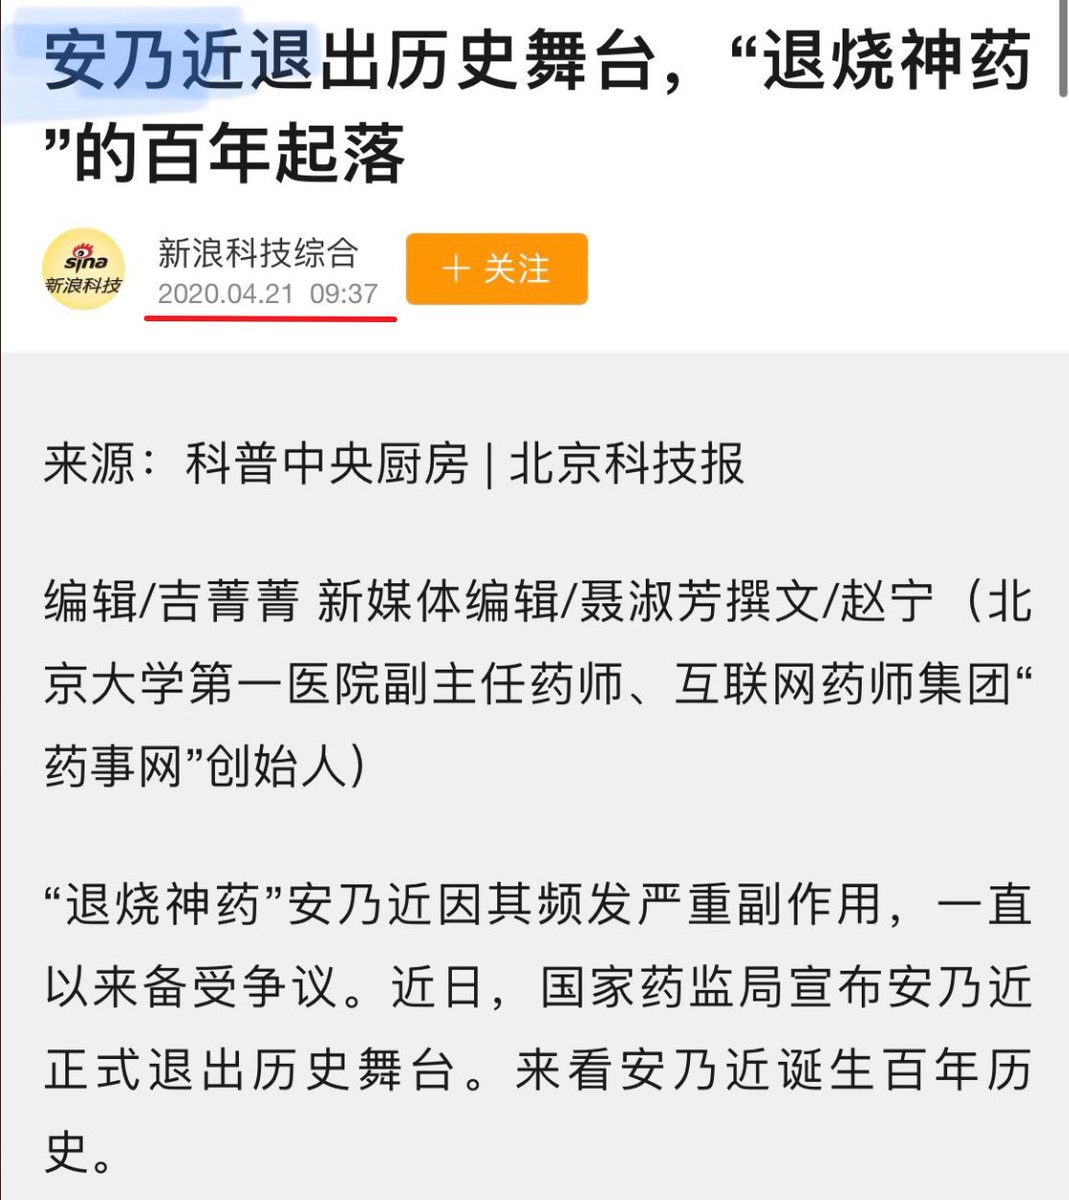 安乃近退出历史舞台，“退烧神药
”的百年起落
sina
新浪科技
新浪科技综合
2020.04.21 09:37
＋ 关注
来源：科普中央厨房 | 北京科技报
编辑/吉菁菁 新媒体编辑/聂淑芳撰文/赵宁（北
京大学第一医院副主任药师、互联网药师集团“
药事网”创始人）
“退烧神药”安乃近因其频发严重副作用，一直
以来备受争议。近日，国家药监局宣布安乃近
正式退出历史舞台。来看安乃近诞生百年历
史。